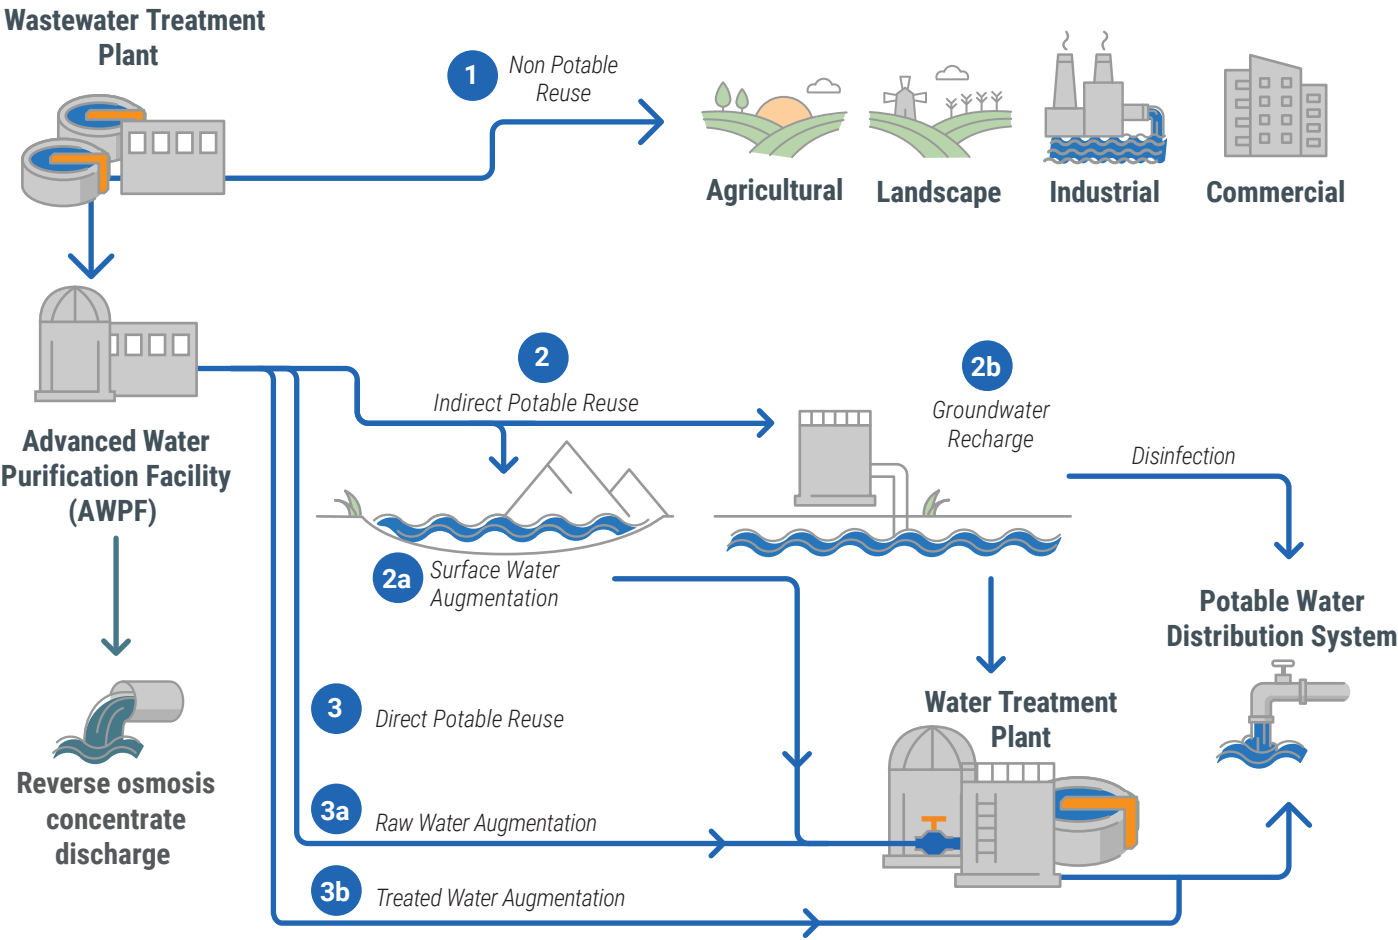 Wastewater Treatment
Plant
1
Non Potable
Reuse
Agricultural
Landscape
Industrial
Commercial
Advanced Water
Purification Facility
(AWPF)
2
Indirect Potable Reuse
2b
Groundwater
Recharge
Disinfection
2a
Surface Water
Augmentation
Potable Water
Distribution System
3
Direct Potable Reuse
Water Treatment
Plant
Reverse osmosis
concentrate
discharge
3a
Raw Water Augmentation
3b
Treated Water Augmentation